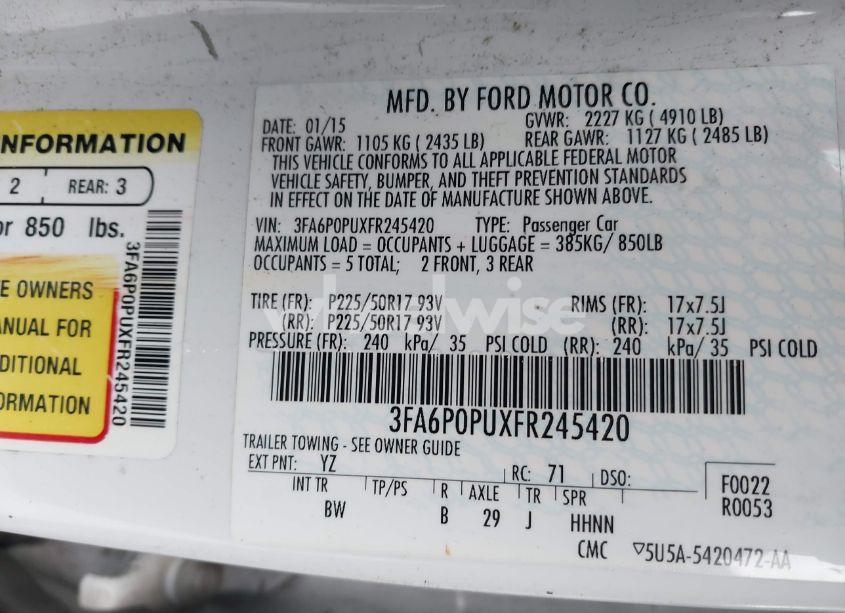 NFORMATION
2 REAR: 3
or 850 lbs.
E OWNERS
ANUAL FOR
DITIONAL
ORMATION
3FA6P0PUXFR245420
MFD. BY FORD MOTOR CO.
DATE: 01/15 GVWR: 2227 KG ( 4910 LB)
FRONT GAWR: 1105 KG ( 2435 LB) REAR GAWR: 1127 KG ( 2485 LB)
THIS VEHICLE CONFORMS TO ALL APPLICABLE FEDERAL MOTOR
VEHICLE SAFETY, BUMPER, AND THEFT PREVENTION STANDARDS
IN EFFECT ON THE DATE OF MANUFACTURE SHOWN ABOVE.
VIN: 3FA6P0PUXFR245420 TYPE: Passenger Car
MAXIMUM LOAD = OCCUPANTS + LUGGAGE = 385KG/ 850LB
OCCUPANTS = 5 TOTAL; 2 FRONT, 3 REAR
wheelwise
TIRE (FR): P225/50R17 93V RIMS (FR): 17x7.5J
(RR): P225/50R17 93V (RR): 17x7.5J
PRESSURE (FR): 240 kPa/ 35 PSI COLD (RR): 240 kPa/ 35 PSI COLD
3FA6P0PUXFR245420
TRAILER TOWING - SEE OWNER GUIDE
EXT PNT: YZ RC: 71 DSO:
INT TR TP/PS R AXLE TR SPR
BW B 29 J HHNN
F0022
R0053
CMC ▽5U5A-5420472-AA